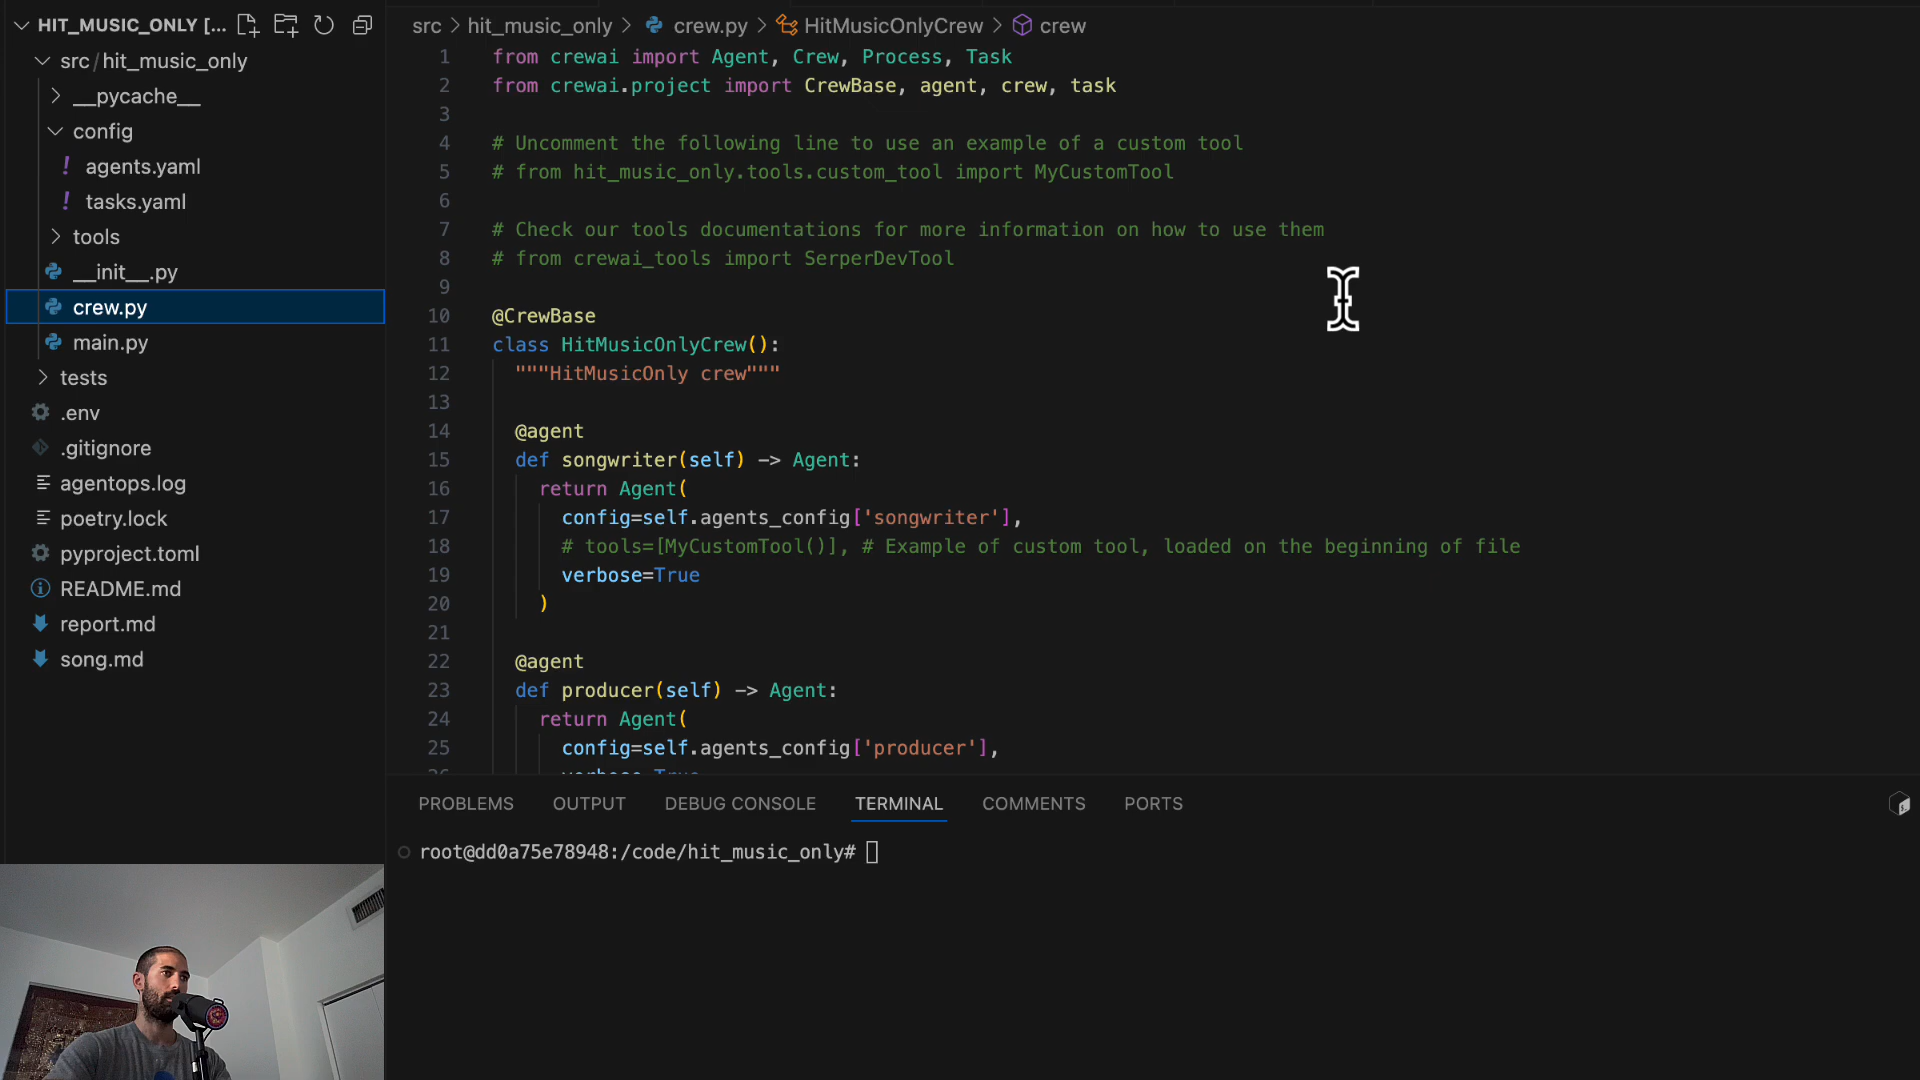 HIT_MUSIC_ONLY [...
src/hit_music_only
__pycache__
config
! agents.yaml
! tasks.yaml
tools
__init__.py
crew.py
main.py
tests
.env
.gitignore
agentops.log
poetry.lock
pyproject.toml
README.md
report.md
song.md
src > hit_music_only > crew.py > HitMusicOnlyCrew > crew
1 from crewai import Agent, Crew, Process, Task
2 from crewai.project import CrewBase, agent, crew, task
3
4 # Uncomment the following line to use an example of a custom tool
5 # from hit_music_only.tools.custom_tool import MyCustomTool
6
7 # Check our tools documentations for more information on how to use them
8 # from crewai_tools import SerperDevTool
9
10 @CrewBase
11 class HitMusicOnlyCrew():
12 """HitMusicOnly crew"""
13
14 @agent
15 def songwriter(self) -> Agent:
16 return Agent(
17 config=self.agents_config['songwriter'],
18 # tools=[MyCustomTool()], # Example of custom tool, loaded on the beginning of file
19 verbose=True
20 )
21
22 @agent
23 def producer(self) -> Agent:
24 return Agent(
25 config=self.agents_config['producer'],
26 verbose=True
PROBLEMS OUTPUT DEBUG CONSOLE TERMINAL COMMENTS PORTS
root@dd0a75e78948:/code/hit_music_only#